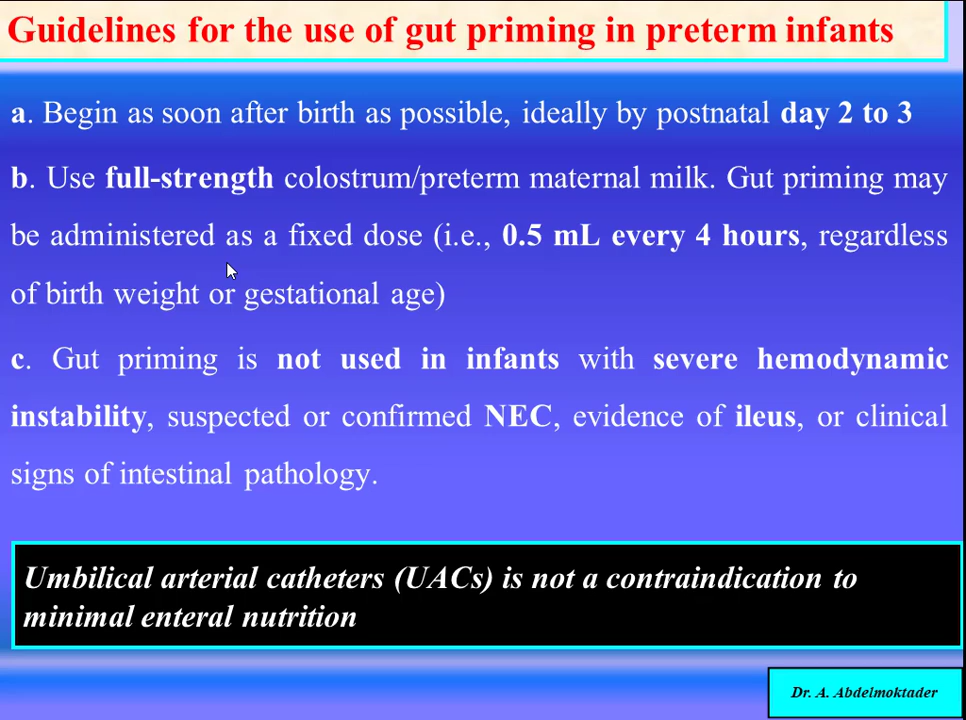 Guidelines for the use of gut priming in preterm infants
a. Begin as soon after birth as possible, ideally by postnatal day 2 to 3
b. Use full-strength colostrum/preterm maternal milk. Gut priming may
be administered as a fixed dose (i.e., 0.5 mL every 4 hours, regardless
of birth weight or gestational age)
c. Gut priming is not used in infants with severe hemodynamic
instability, suspected or confirmed NEC, evidence of ileus, or clinical
signs of intestinal pathology.
Umbilical arterial catheters (UACs) is not a contraindication to
minimal enteral nutrition
Dr. A. Abdelmoktader